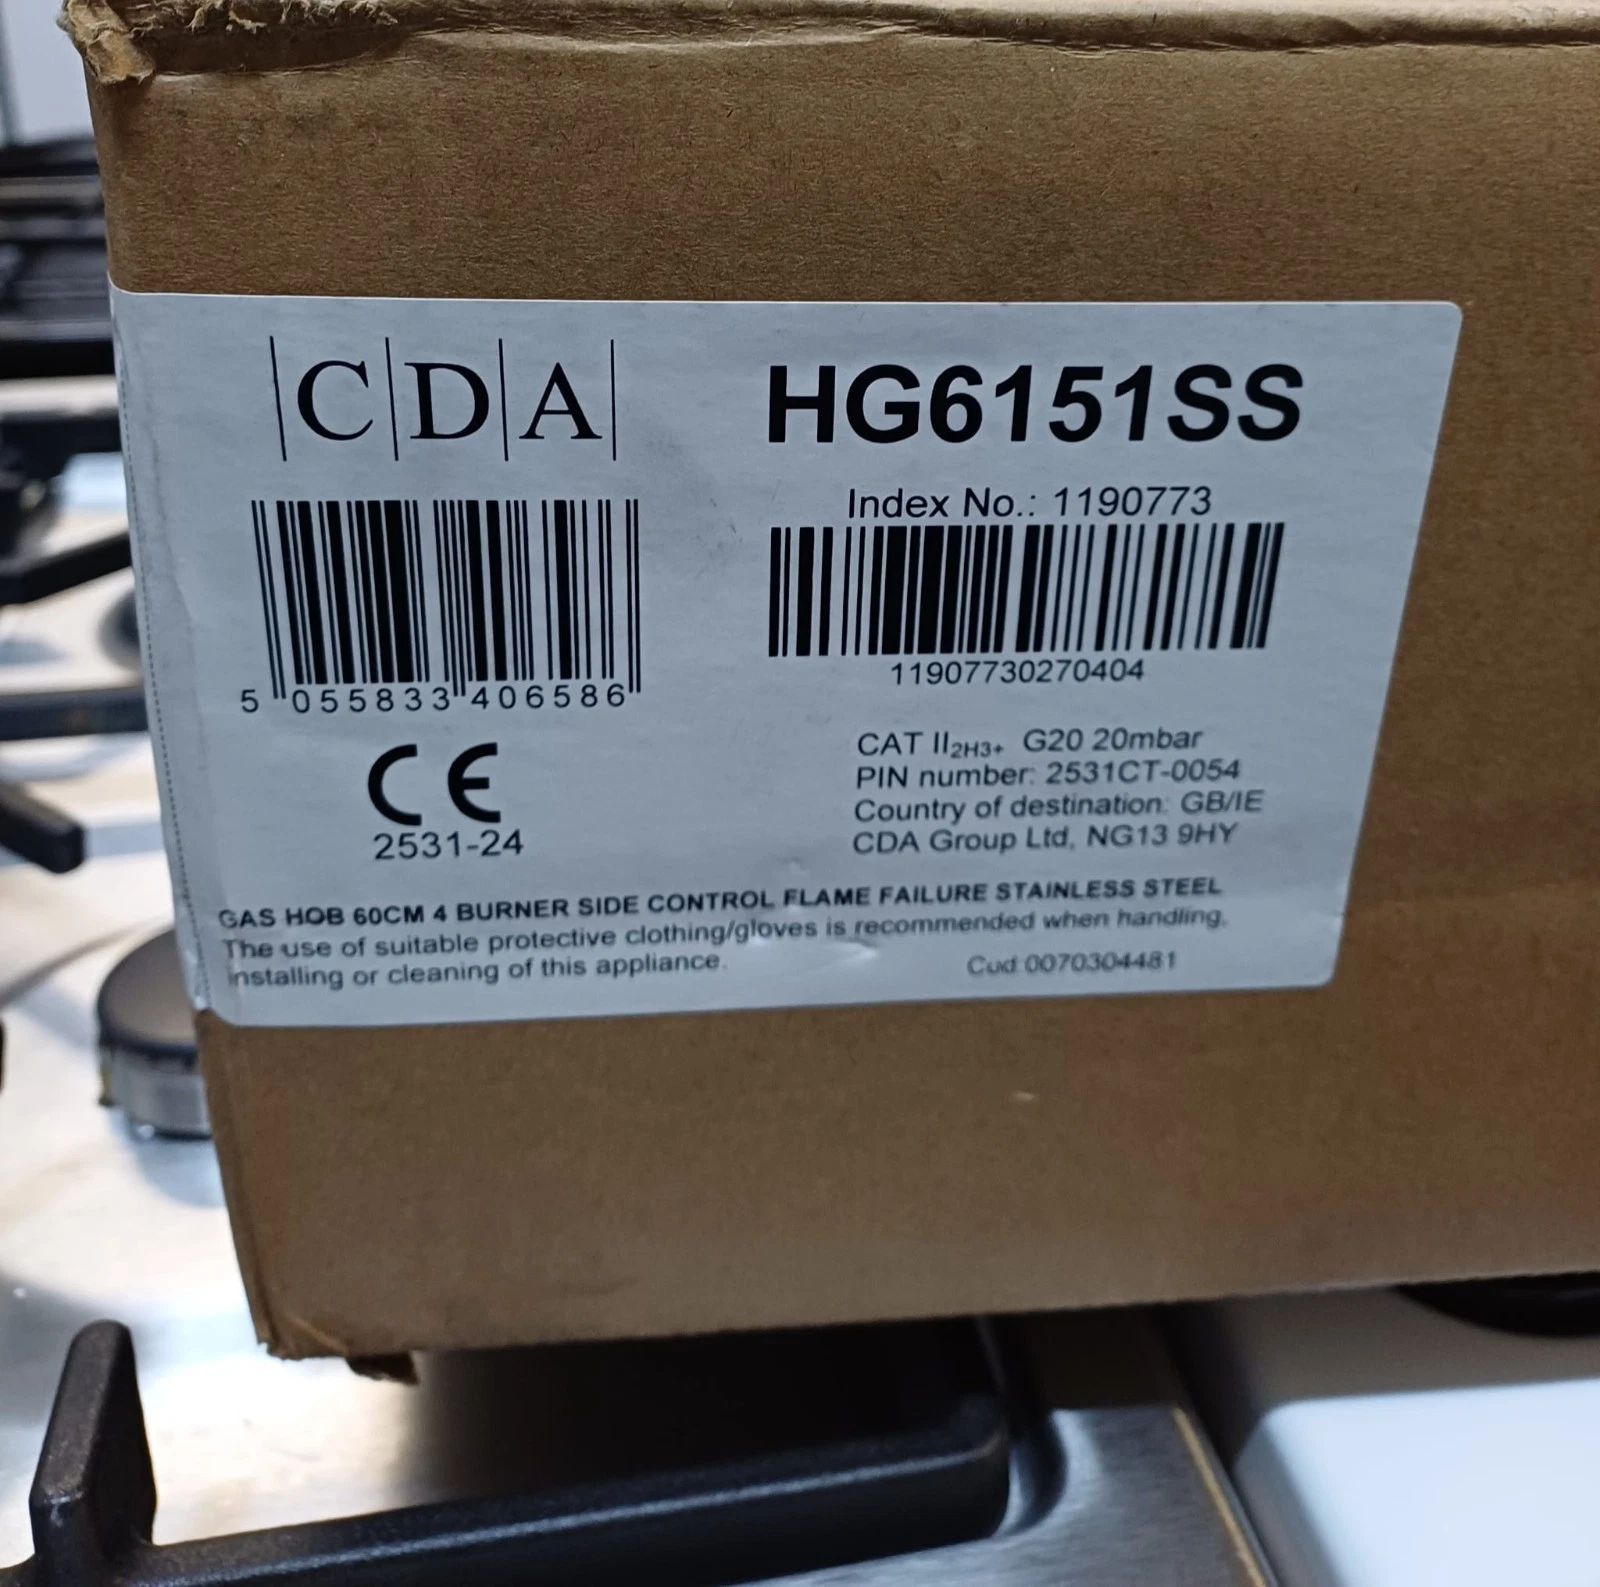 CDA
HG6151SS
Index No.: 1190773
5 055833 406586
11907730270404
CE
2531-24
CAT II2H3+ G20 20mbar
PIN number: 2531CT-0054
Country of destination: GB/IE
CDA Group Ltd, NG13 9HY
GAS HOB 60CM 4 BURNER SIDE CONTROL FLAME FAILURE STAINLESS STEEL
The use of suitable protective clothing/gloves is recommended when handling,
installing or cleaning of this appliance.
Cud:0070304481